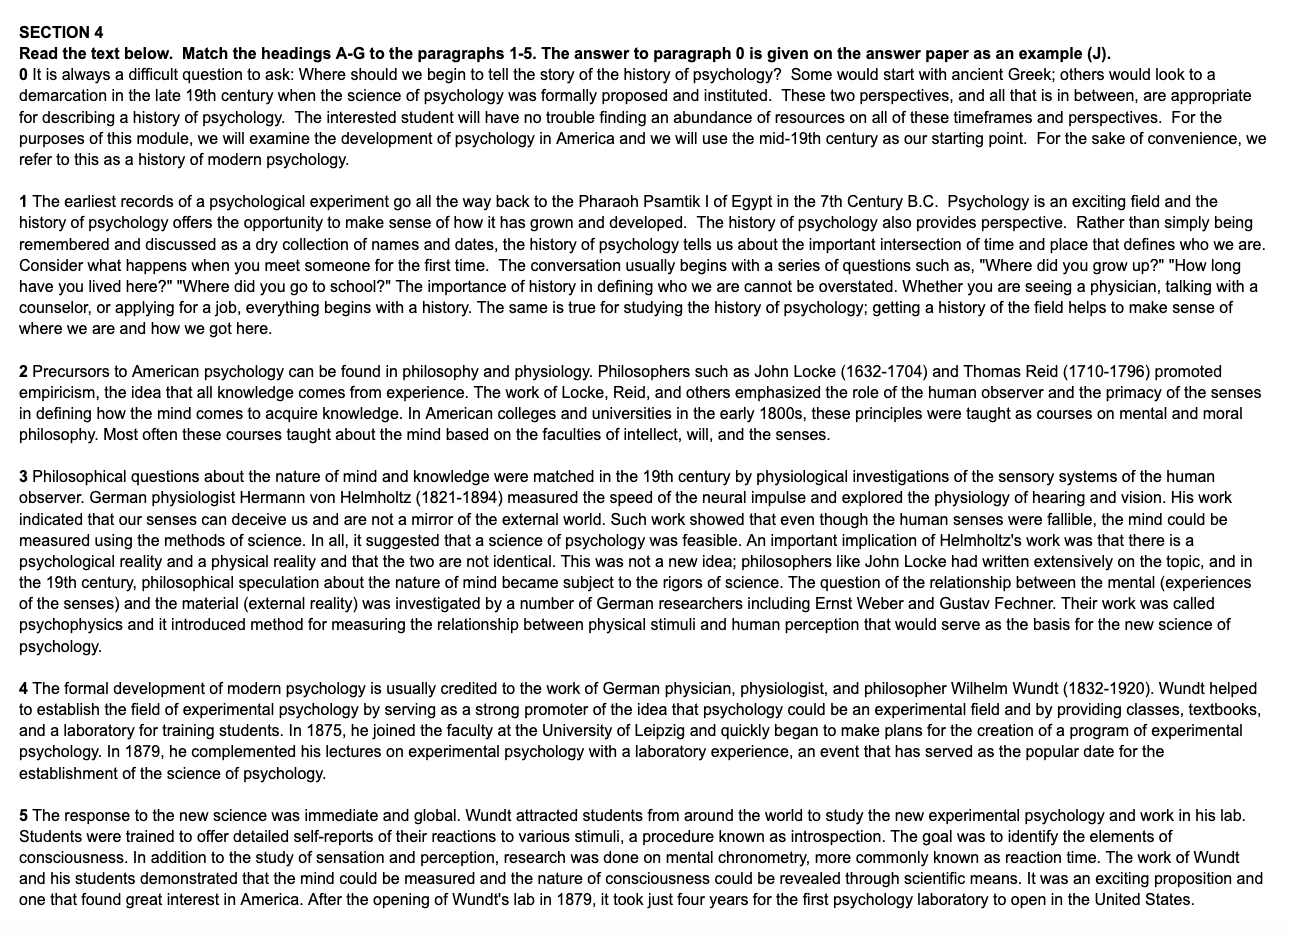 SECTION 4
Read the text below.  Match the headings A-G to the paragraphs 1-5. The answer to paragraph 0 is given on the answer paper as an example (J).
0 It is always a difficult question to ask: Where should we begin to tell the story of the history of psychology?  Some would start with ancient Greek; others would look to a
demarcation in the late 19th century when the science of psychology was formally proposed and instituted.  These two perspectives, and all that is in between, are appropriate
for describing a history of psychology.  The interested student will have no trouble finding an abundance of resources on all of these timeframes and perspectives.  For the
purposes of this module, we will examine the development of psychology in America and we will use the mid-19th century as our starting point.  For the sake of convenience, we
refer to this as a history of modern psychology.
1 The earliest records of a psychological experiment go all the way back to the Pharaoh Psamtik I of Egypt in the 7th Century B.C.  Psychology is an exciting field and the
history of psychology offers the opportunity to make sense of how it has grown and developed.  The history of psychology also provides perspective.  Rather than simply being
remembered and discussed as a dry collection of names and dates, the history of psychology tells us about the important intersection of time and place that defines who we are.
Consider what happens when you meet someone for the first time.  The conversation usually begins with a series of questions such as, "Where did you grow up?" "How long
have you lived here?" "Where did you go to school?" The importance of history in defining who we are cannot be overstated. Whether you are seeing a physician, talking with a
counselor, or applying for a job, everything begins with a history. The same is true for studying the history of psychology; getting a history of the field helps to make sense of
where we are and how we got here.
2 Precursors to American psychology can be found in philosophy and physiology. Philosophers such as John Locke (1632-1704) and Thomas Reid (1710-1796) promoted
empiricism, the idea that all knowledge comes from experience. The work of Locke, Reid, and others emphasized the role of the human observer and the primacy of the senses
in defining how the mind comes to acquire knowledge. In American colleges and universities in the early 1800s, these principles were taught as courses on mental and moral
philosophy. Most often these courses taught about the mind based on the faculties of intellect, will, and the senses.
3 Philosophical questions about the nature of mind and knowledge were matched in the 19th century by physiological investigations of the sensory systems of the human
observer. German physiologist Hermann von Helmholtz (1821-1894) measured the speed of the neural impulse and explored the physiology of hearing and vision. His work
indicated that our senses can deceive us and are not a mirror of the external world. Such work showed that even though the human senses were fallible, the mind could be
measured using the methods of science. In all, it suggested that a science of psychology was feasible. An important implication of Helmholtz's work was that there is a
psychological reality and a physical reality and that the two are not identical. This was not a new idea; philosophers like John Locke had written extensively on the topic, and in
the 19th century, philosophical speculation about the nature of mind became subject to the rigors of science. The question of the relationship between the mental (experiences
of the senses) and the material (external reality) was investigated by a number of German researchers including Ernst Weber and Gustav Fechner. Their work was called
psychophysics and it introduced method for measuring the relationship between physical stimuli and human perception that would serve as the basis for the new science of
psychology.
4 The formal development of modern psychology is usually credited to the work of German physician, physiologist, and philosopher Wilhelm Wundt (1832-1920). Wundt helped
to establish the field of experimental psychology by serving as a strong promoter of the idea that psychology could be an experimental field and by providing classes, textbooks,
and a laboratory for training students. In 1875, he joined the faculty at the University of Leipzig and quickly began to make plans for the creation of a program of experimental
psychology. In 1879, he complemented his lectures on experimental psychology with a laboratory experience, an event that has served as the popular date for the
establishment of the science of psychology.
5 The response to the new science was immediate and global. Wundt attracted students from around the world to study the new experimental psychology and work in his lab.
Students were trained to offer detailed self-reports of their reactions to various stimuli, a procedure known as introspection. The goal was to identify the elements of
consciousness. In addition to the study of sensation and perception, research was done on mental chronometry, more commonly known as reaction time. The work of Wundt
and his students demonstrated that the mind could be measured and the nature of consciousness could be revealed through scientific means. It was an exciting proposition and
one that found great interest in America. After the opening of Wundt's lab in 1879, it took just four years for the first psychology laboratory to open in the United States.